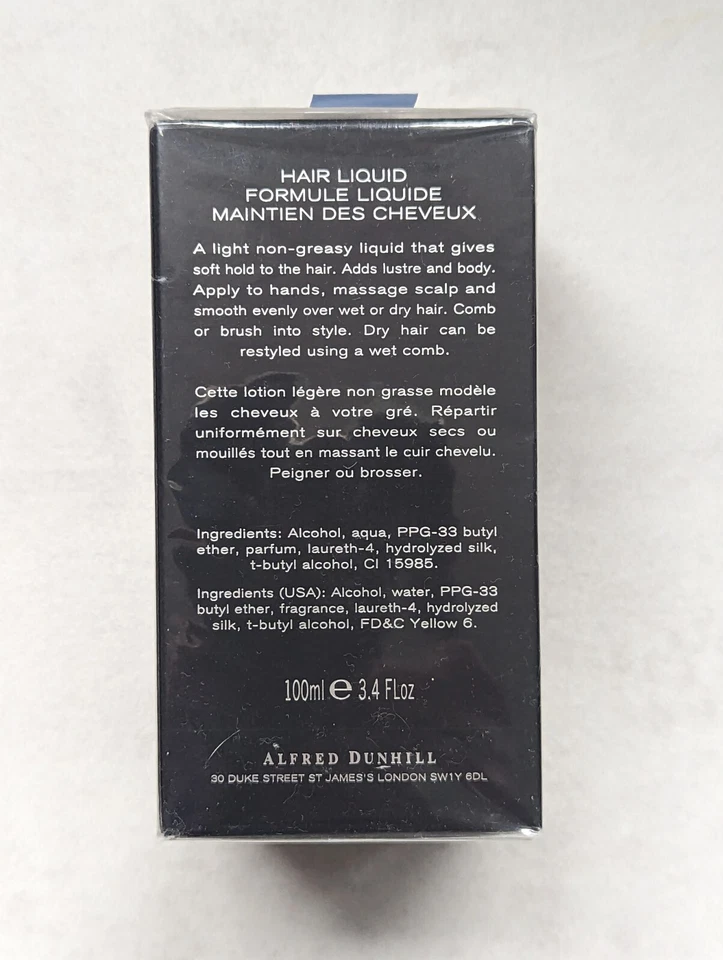 HAIR LIQUID
FORMULE LIQUIDE
MAINTIEN DES CHEVEUX
A light non-greasy liquid that gives
soft hold to the hair. Adds lustre and body.
Apply to hands, massage scalp and
smooth evenly over wet or dry hair. Comb
or brush into style. Dry hair can be
restyled using a wet comb.
Cette lotion légère non grasse modèle
les cheveux à votre gré. Répartir
uniformément sur cheveux secs ou
mouillés tout en massant le cuir chevelu.
Peigner ou brosser.
Ingredients: Alcohol, aqua, PPG-33 butyl
ether, parfum, laureth-4, hydrolyzed silk,
t-butyl alcohol, CI 15985.
Ingredients (USA): Alcohol, water, PPG-33
butyl ether, fragrance, laureth-4, hydrolyzed
silk, t-butyl alcohol, FD&C Yellow 6.
100ml e 3.4 FLoz
ALFRED DUNHILL
30 DUKE STREET ST JAMES'S LONDON SW1Y 6DL